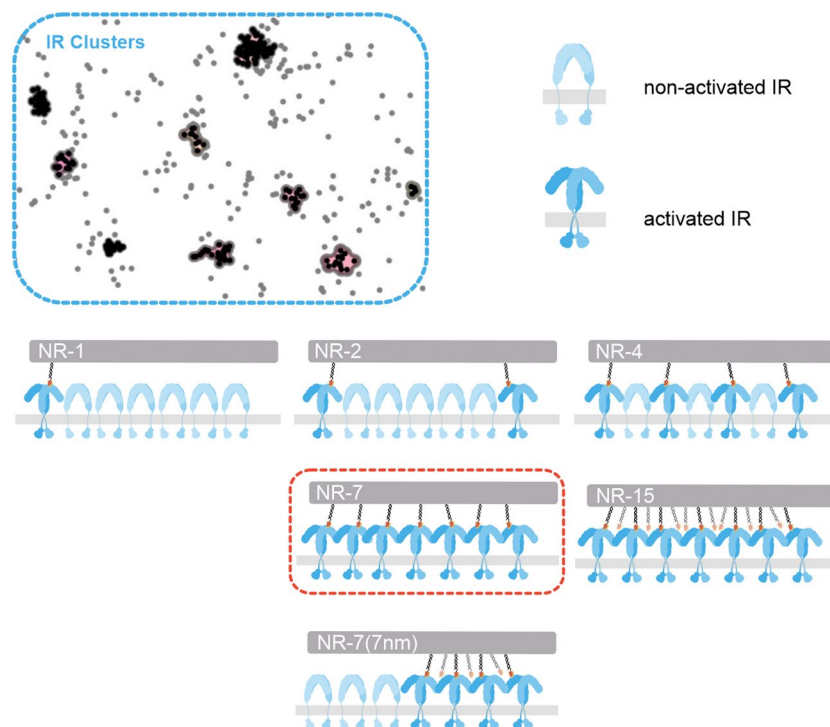 IR Clusters
non-activated IR
activated IR
NR-1
NR-2
NR-4
NR-7
NR-15
NR-7(7nm)